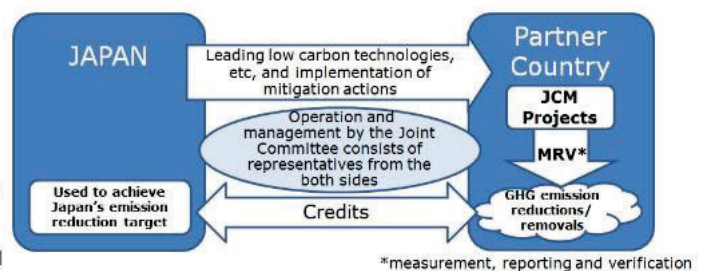 JAPAN
Leading low carbon technologies,
etc, and implementation of
mitigation actions
Partner
Country
JCM
Projects
Operation and
management by the Joint
Committee consists of
representatives from the
both sides
MRV*
Used to achieve
Japan's emission
reduction target
Credits
GHG emission
reductions/
removals
*measurement, reporting and verification